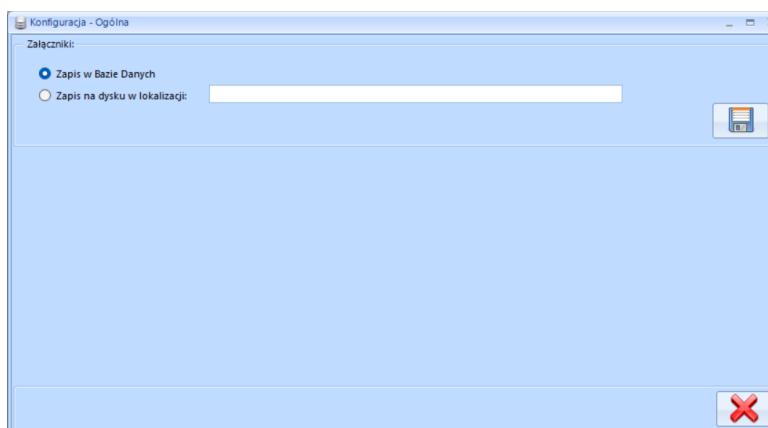 Konfiguracja - Ogólna
Załączniki:
Zapis w Bazie Danych
Zapis na dysku w lokalizacji: